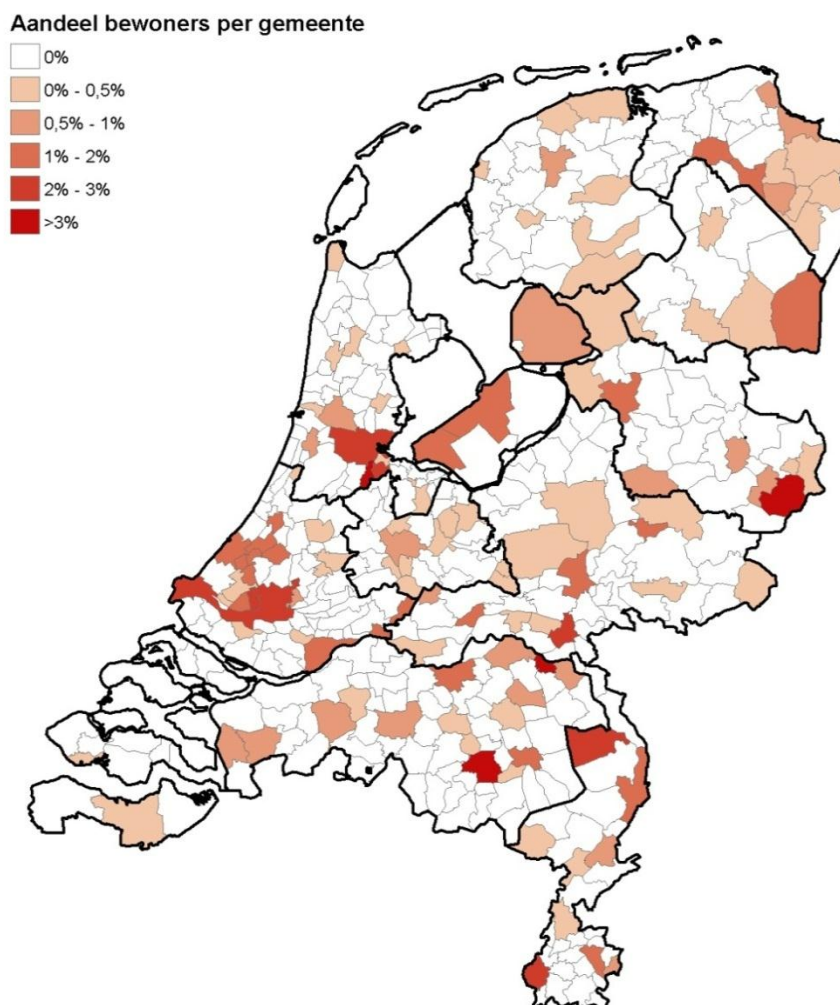 Aandeel bewoners per gemeente
0%
0% - 0,5%
0,5% - 1%
1% - 2%
2% - 3%
>3%